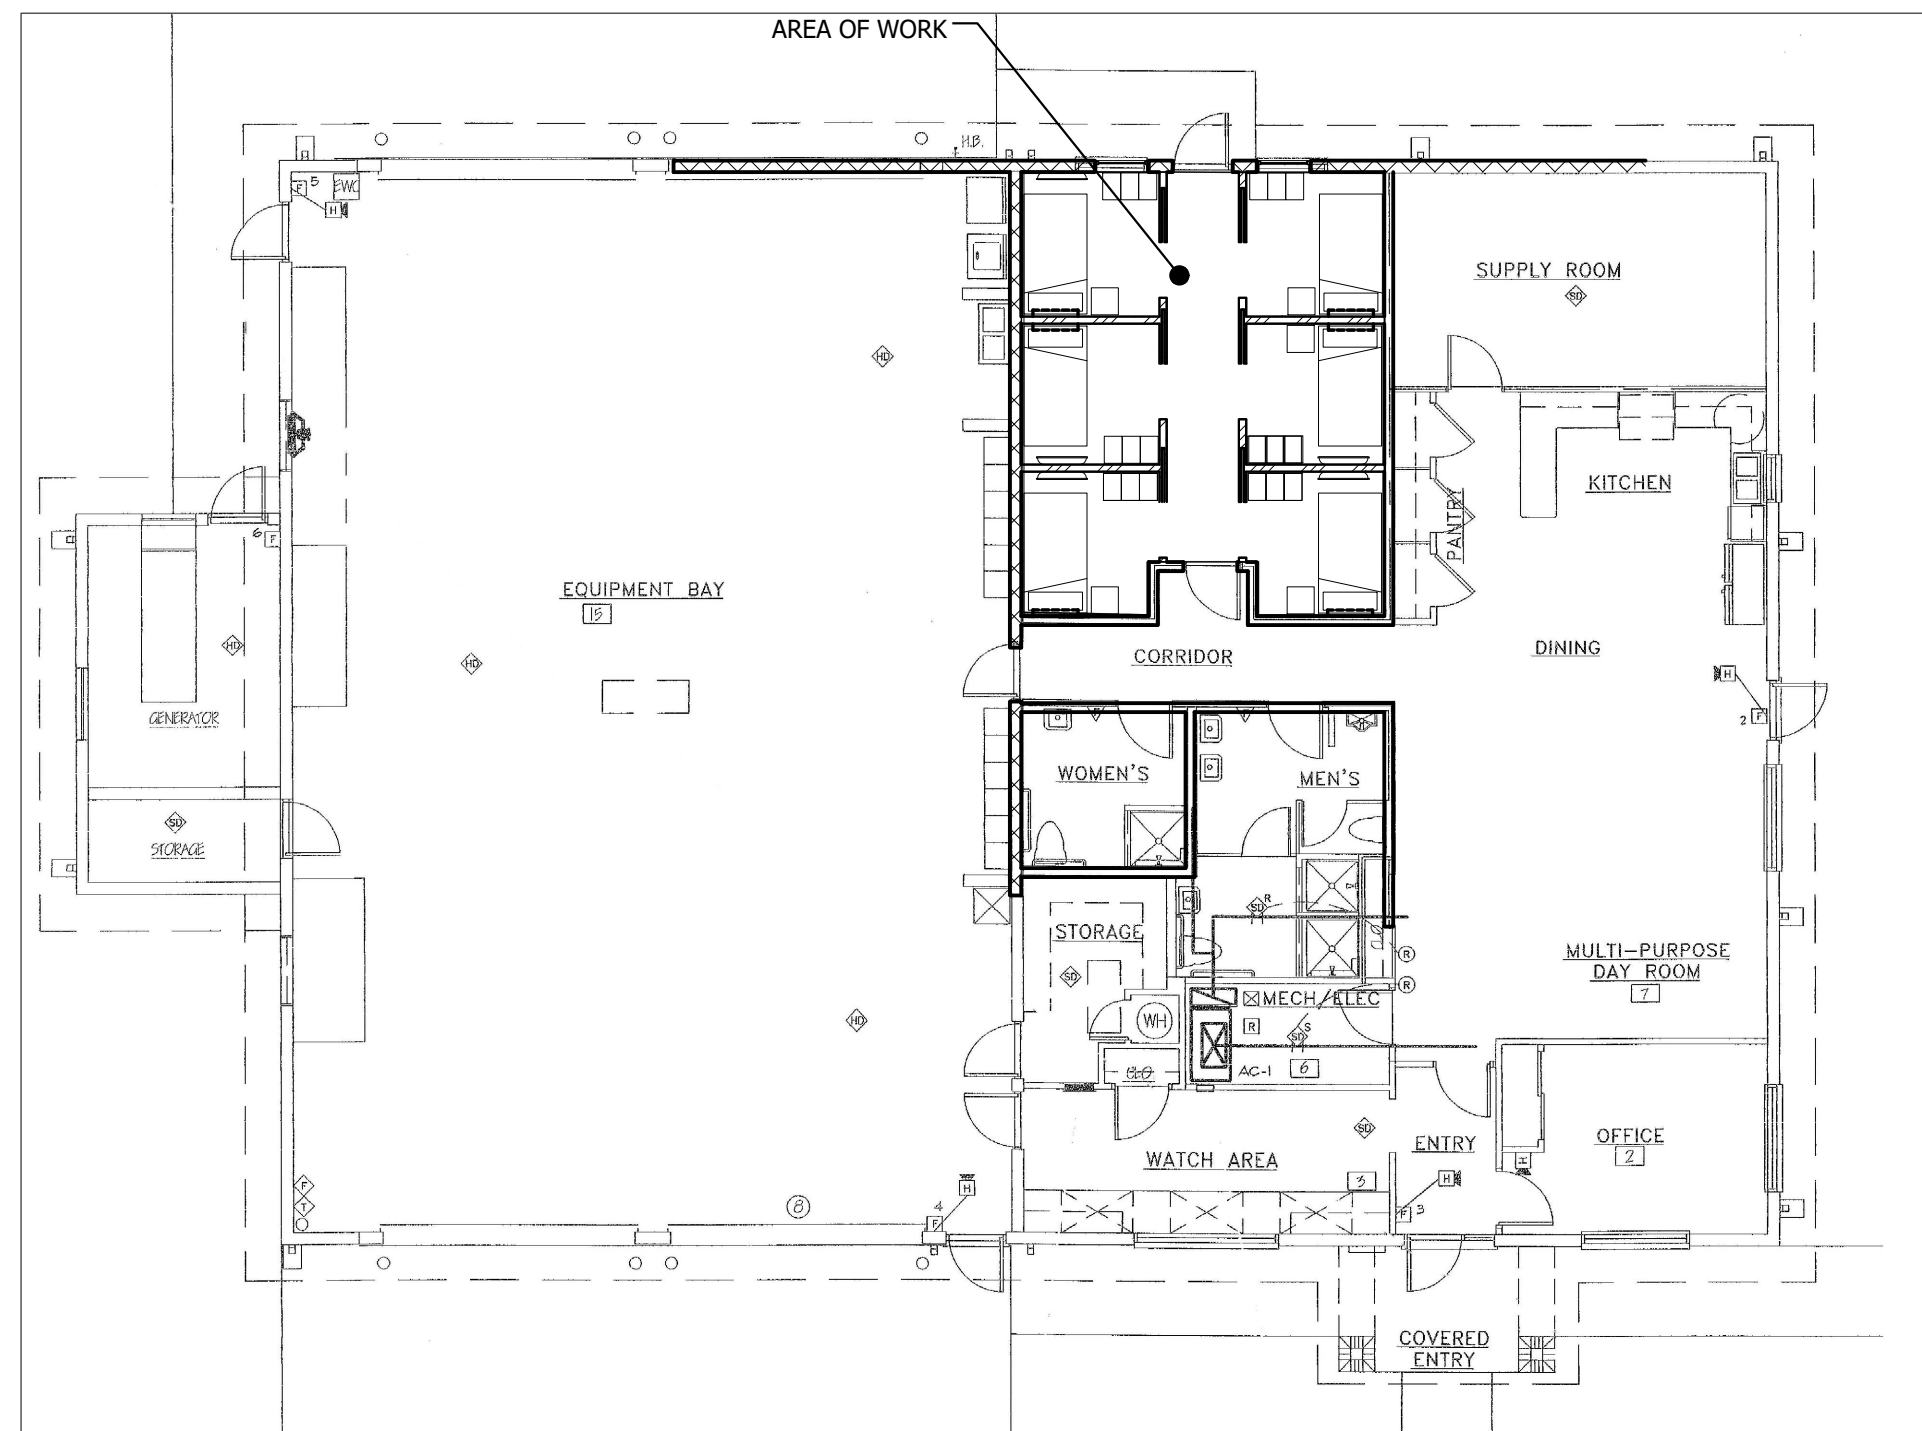 AREA OF WORK
H.B.
5
F
EWC
H
SUPPLY ROOM
SD
HD
KITCHEN
PANTRY
6
F
EQUIPMENT BAY
15
HD
HD
GENERATOR
CORRIDOR
DINING
H
2
F
WOMEN'S
MEN'S
SD
STORAGE
STORAGE
SD
R
SD
R
R
MULTI-PURPOSE
DAY ROOM
7
MECH/ELEC
WH
R
SD
S
HD
AC-1
6
CLO
SD
WATCH AREA
3
ENTRY
OFFICE
2
H
H
F
3
F
T
8
4
F
H
COVERED
ENTRY